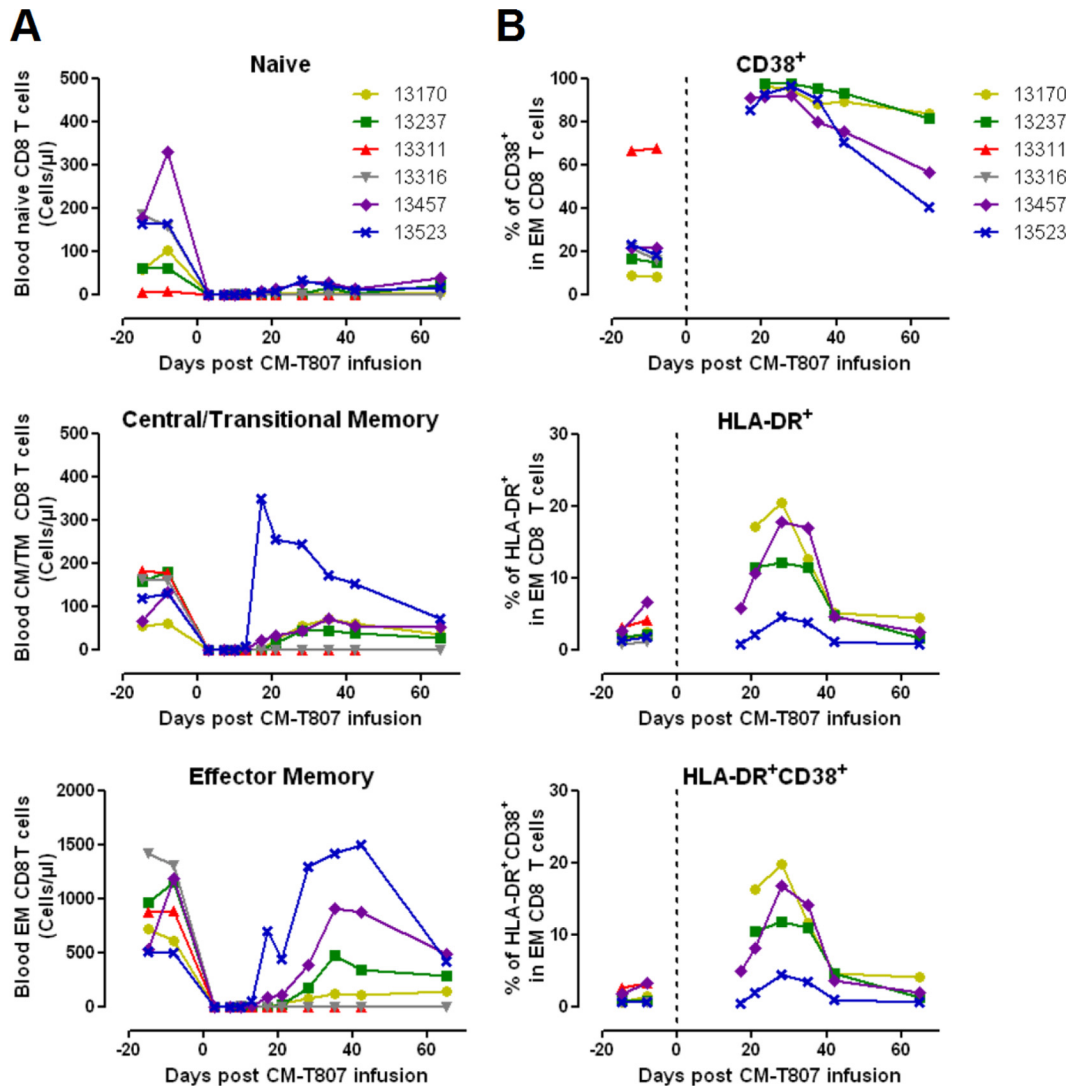 A
B
Naive
500
400
300
200
100
0
Blood naive CD8 T cells
(Cells/µl)
-20 0 20 40 60
Days post CM-T807 infusion
13170
13237
13311
13316
13457
13523
CD38+
100
80
60
40
20
0
% of CD38+
in EM CD8 T cells
-20 0 20 40 60
Days post CM-T807 infusion
13170
13237
13311
13316
13457
13523
Central/Transitional Memory
500
400
300
200
100
0
Blood CM/TM CD8 T cells
(Cells/µl)
-20 0 20 40 60
Days post CM-T807 infusion
HLA-DR+
30
20
10
0
% of HLA-DR+
in EM CD8 T cells
-20 0 20 40 60
Days post CM-T807 infusion
Effector Memory
2000
1500
1000
500
0
Blood EM CD8T cells
(Cells/µl)
-20 0 20 40 60
Days post CM-T807 infusion
HLA-DR+CD38+
30
20
10
0
% of HLA-DR+CD38+
in EM CD8 T cells
-20 0 20 40 60
Days post CM-T807 infusion